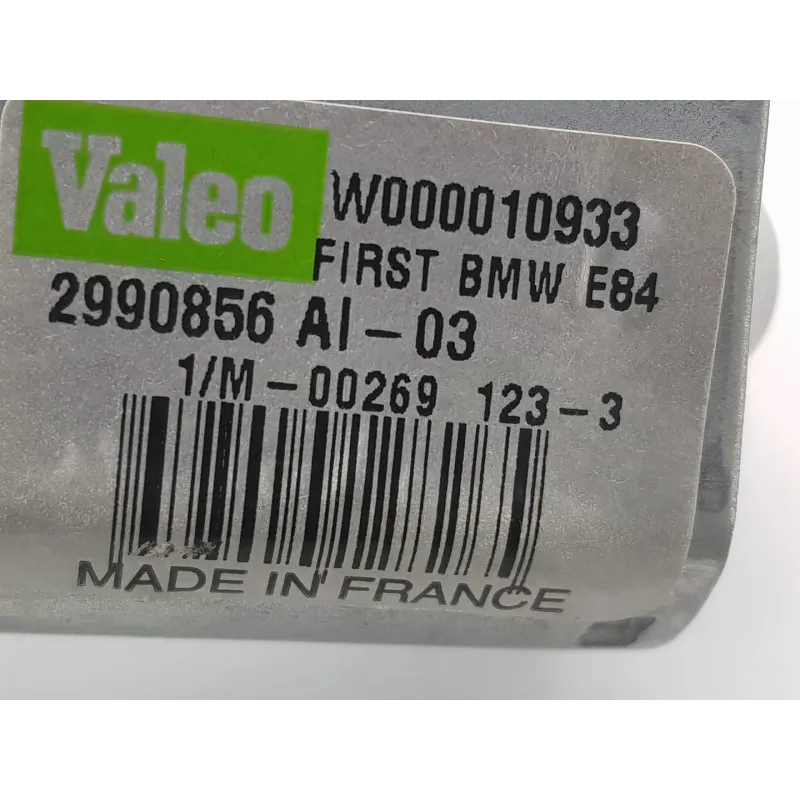 Valeo
W000010933
FIRST BMW E84
2990856 AI-03
1/M-00269 123-3
MADE IN FRANCE